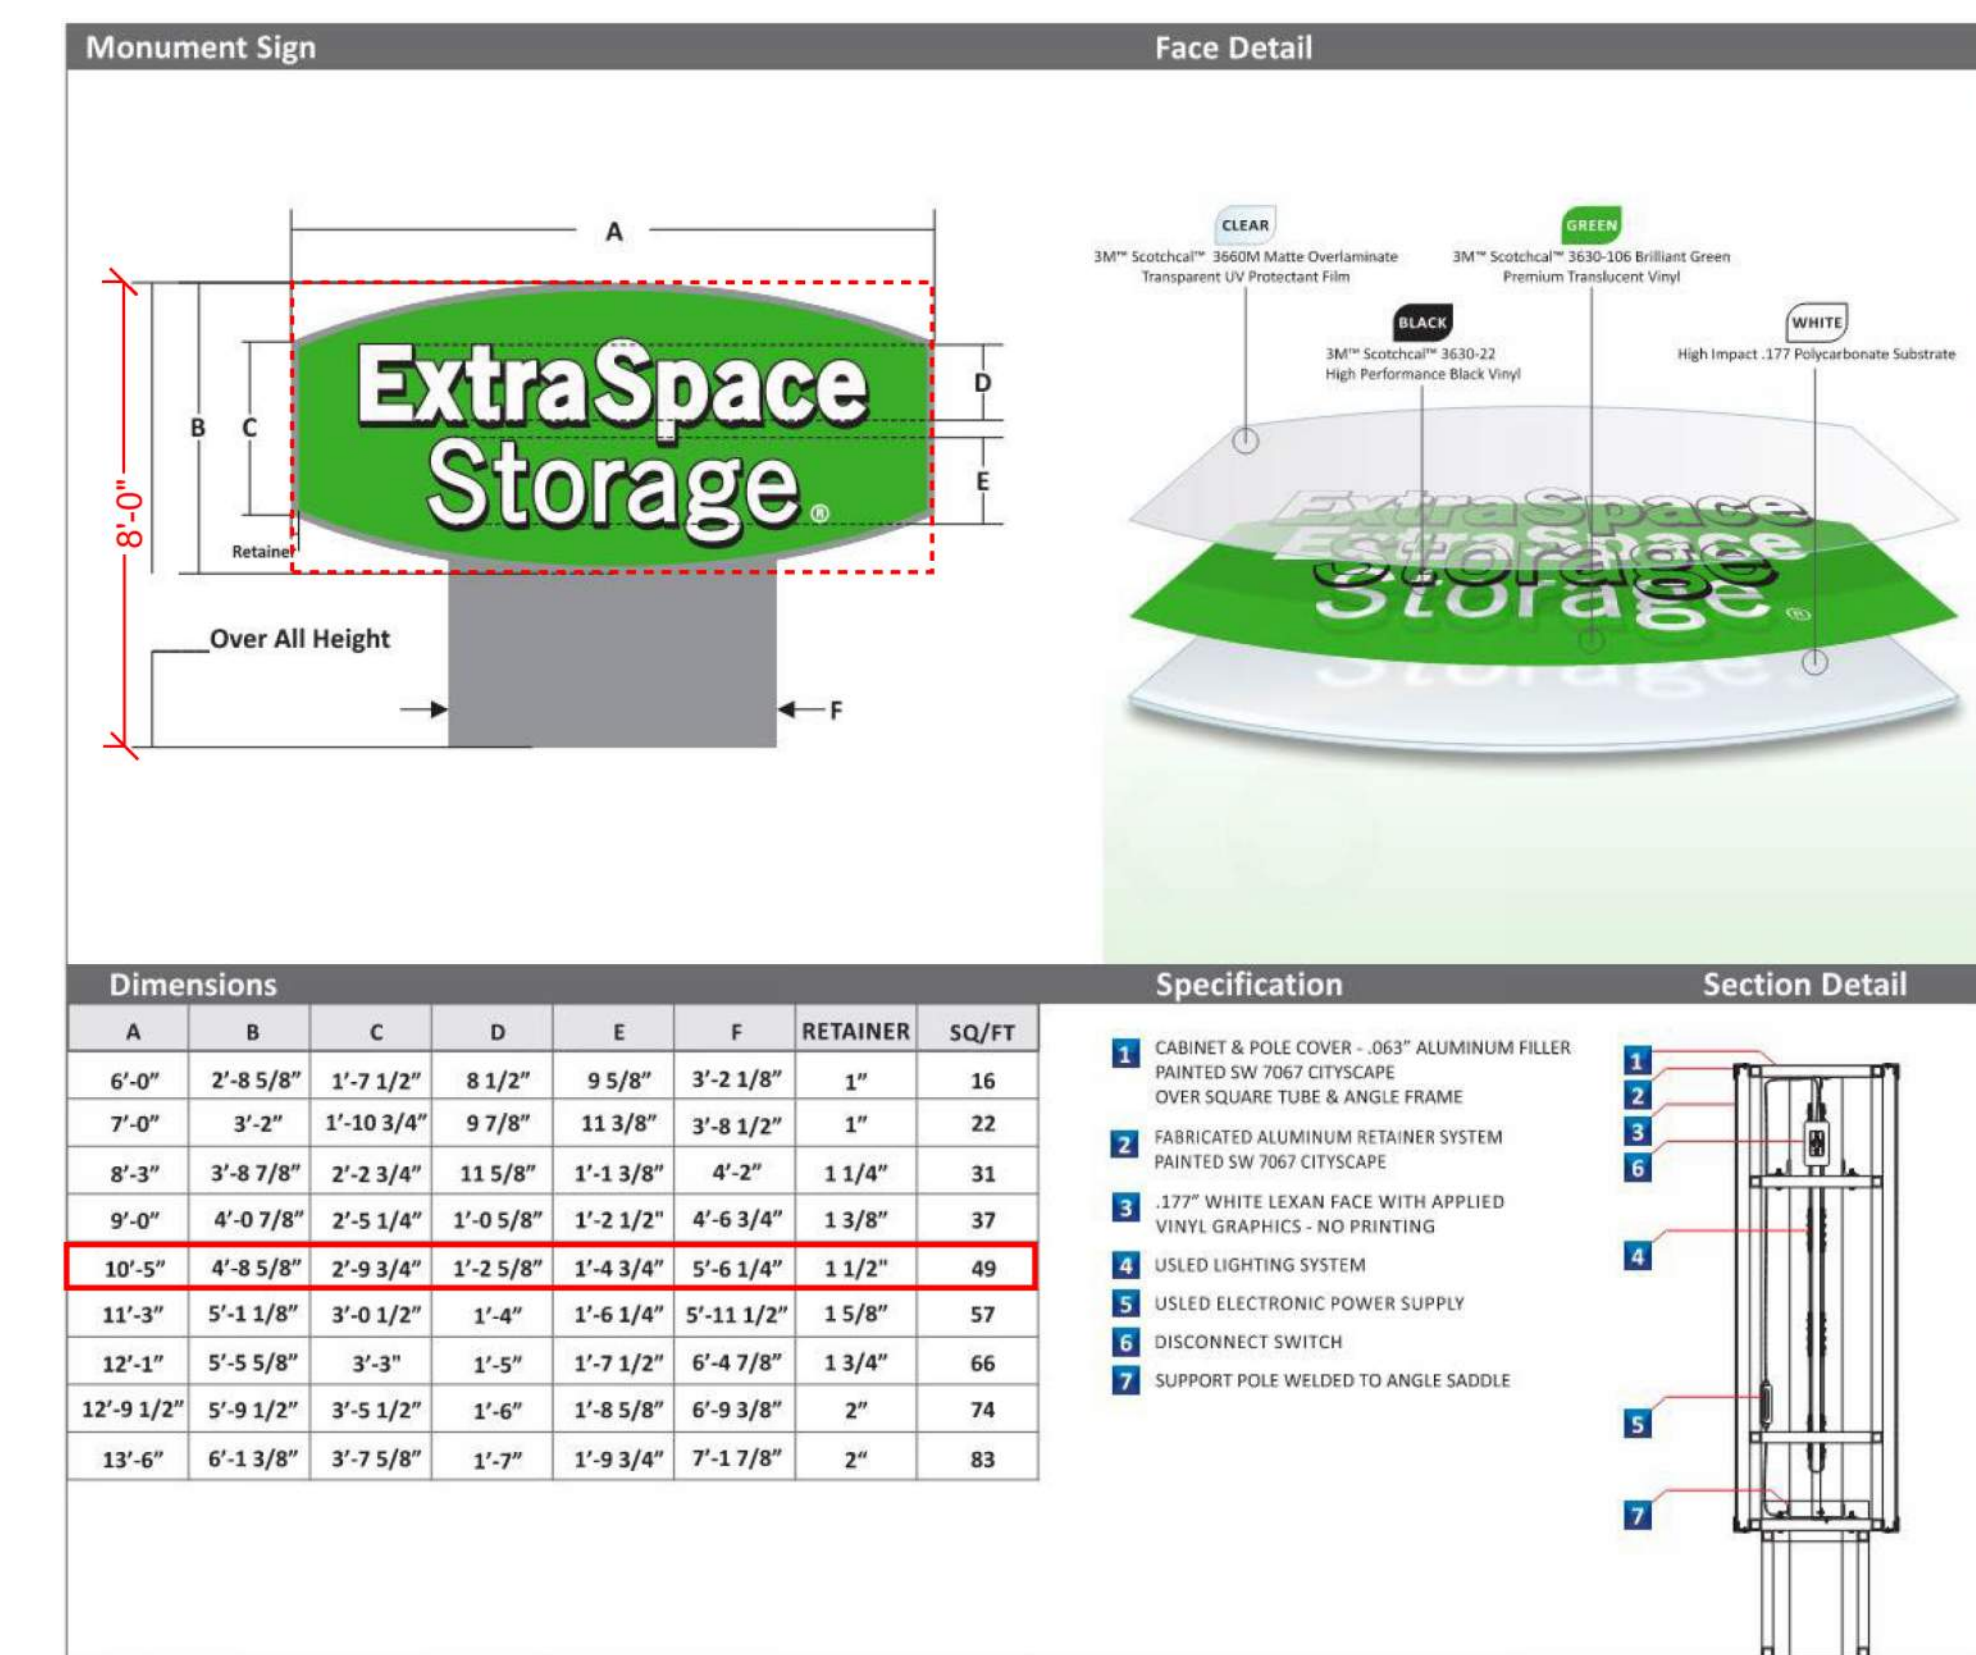 Monument Sign
Face Detail
A
B
C
D
E
F
8'-0"
Retainer
Over All Height
ExtraSpace
Storage®
CLEAR
3M™ Scotchcal™ 3660M Matte Overlaminate
Transparent UV Protectant Film
GREEN
3M™ Scotchcal™ 3630-106 Brilliant Green
Premium Translucent Vinyl
BLACK
3M™ Scotchcal™ 3630-22
High Performance Black Vinyl
WHITE
High Impact .177 Polycarbonate Substrate
ExtraSpace
ExtraSpace
Storage
Storage ®
Storage
Dimensions
A B C D E F RETAINER SQ/FT
6'-0" 2'-8 5/8" 1'-7 1/2" 8 1/2" 9 5/8" 3'-2 1/8" 1" 16
7'-0" 3'-2" 1'-10 3/4" 9 7/8" 11 3/8" 3'-8 1/2" 1" 22
8'-3" 3'-8 7/8" 2'-2 3/4" 11 5/8" 1'-1 3/8" 4'-2" 1 1/4" 31
9'-0" 4'-0 7/8" 2'-5 1/4" 1'-0 5/8" 1'-2 1/2" 4'-6 3/4" 1 3/8" 37
10'-5" 4'-8 5/8" 2'-9 3/4" 1'-2 5/8" 1'-4 3/4" 5'-6 1/4" 1 1/2" 49
11'-3" 5'-1 1/8" 3'-0 1/2" 1'-4" 1'-6 1/4" 5'-11 1/2" 1 5/8" 57
12'-1" 5'-5 5/8" 3'-3" 1'-5" 1'-7 1/2" 6'-4 7/8" 1 3/4" 66
12'-9 1/2" 5'-9 1/2" 3'-5 1/2" 1'-6" 1'-8 5/8" 6'-9 3/8" 2" 74
13'-6" 6'-1 3/8" 3'-7 5/8" 1'-7" 1'-9 3/4" 7'-1 7/8" 2" 83
Specification
1 CABINET & POLE COVER - .063" ALUMINUM FILLER
PAINTED SW 7067 CITYSCAPE
OVER SQUARE TUBE & ANGLE FRAME
2 FABRICATED ALUMINUM RETAINER SYSTEM
PAINTED SW 7067 CITYSCAPE
3 .177" WHITE LEXAN FACE WITH APPLIED
VINYL GRAPHICS - NO PRINTING
4 USLED LIGHTING SYSTEM
5 USLED ELECTRONIC POWER SUPPLY
6 DISCONNECT SWITCH
7 SUPPORT POLE WELDED TO ANGLE SADDLE
Section Detail
1
2
3
6
4
5
7